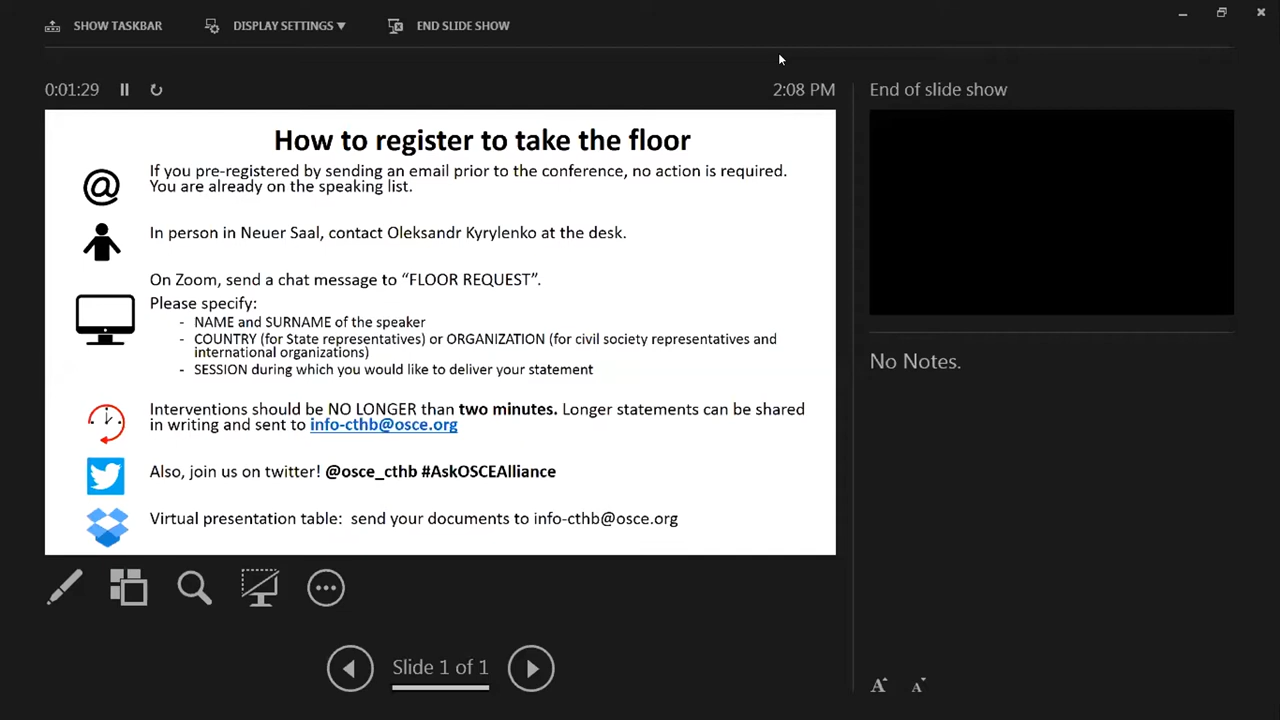 SHOW TASKBAR
DISPLAY SETTINGS ▼
END SLIDE SHOW
0:01:29
2:08 PM
End of slide show
How to register to take the floor
@
If you pre-registered by sending an email prior to the conference, no action is required.
You are already on the speaking list.
In person in Neuer Saal, contact Oleksandr Kyrylenko at the desk.
On Zoom, send a chat message to “FLOOR REQUEST”.
Please specify:
- NAME and SURNAME of the speaker
- COUNTRY (for State representatives) or ORGANIZATION (for civil society representatives and
international organizations)
- SESSION during which you would like to deliver your statement
Interventions should be NO LONGER than two minutes. Longer statements can be shared
in writing and sent to info-cthb@osce.org
Also, join us on twitter! @osce_cthb #AskOSCEAlliance
Virtual presentation table: send your documents to info-cthb@osce.org
No Notes.
Slide 1 of 1
A A